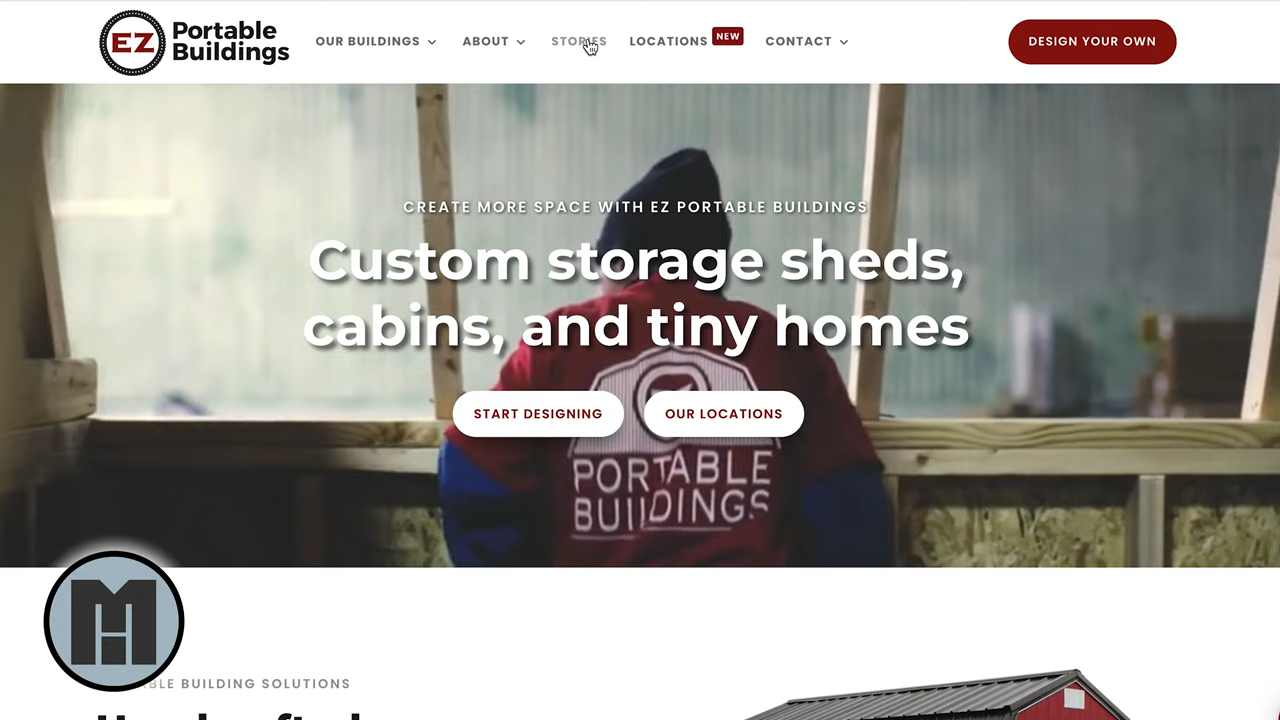 EZ
Portable
Buildings
OUR BUILDINGS
ABOUT
STORIES
LOCATIONS
NEW
CONTACT
DESIGN YOUR OWN
CREATE MORE SPACE WITH EZ PORTABLE BUILDINGS
Custom storage sheds,
cabins, and tiny homes
START DESIGNING
OUR LOCATIONS
PORTABLE
BUILDINGS
MH
BUILDING SOLUTIONS